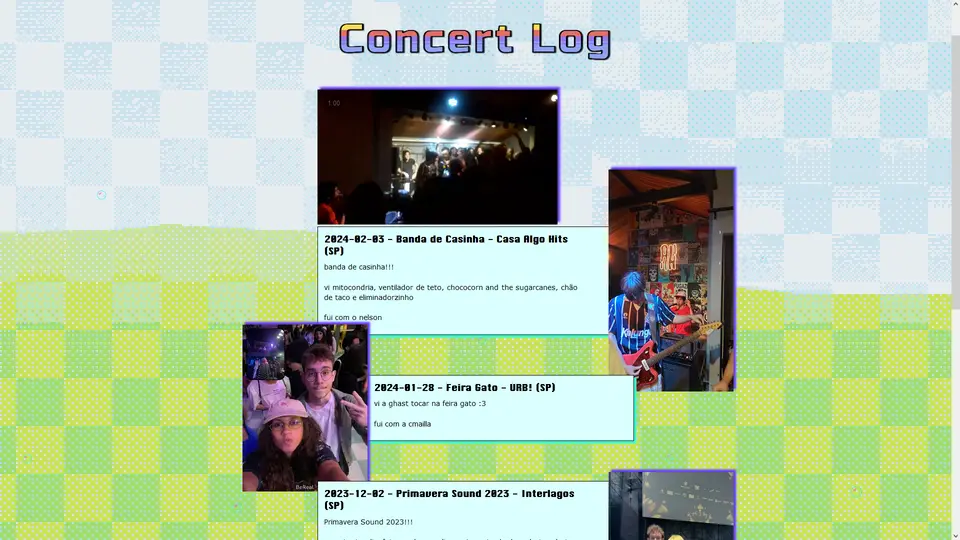 Concert Log
1:00
2024-02-03 - Banda de Casinha - Casa Algo Hits
(SP)
banda de casinha!!!
vi mitocondria, ventilador de teto, chococorn and the sugarcanes, chão
de taco e eliminadorzinho
fui com o nelson
Kalunga
2024-01-28 - Feira Gato - URB! (SP)
vi a ghast tocar na feira gato :3
fui com a cmailla
BeReal.
2023-12-02 - Primavera Sound 2023 - Interlagos
(SP)
Primavera Sound 2023!!!